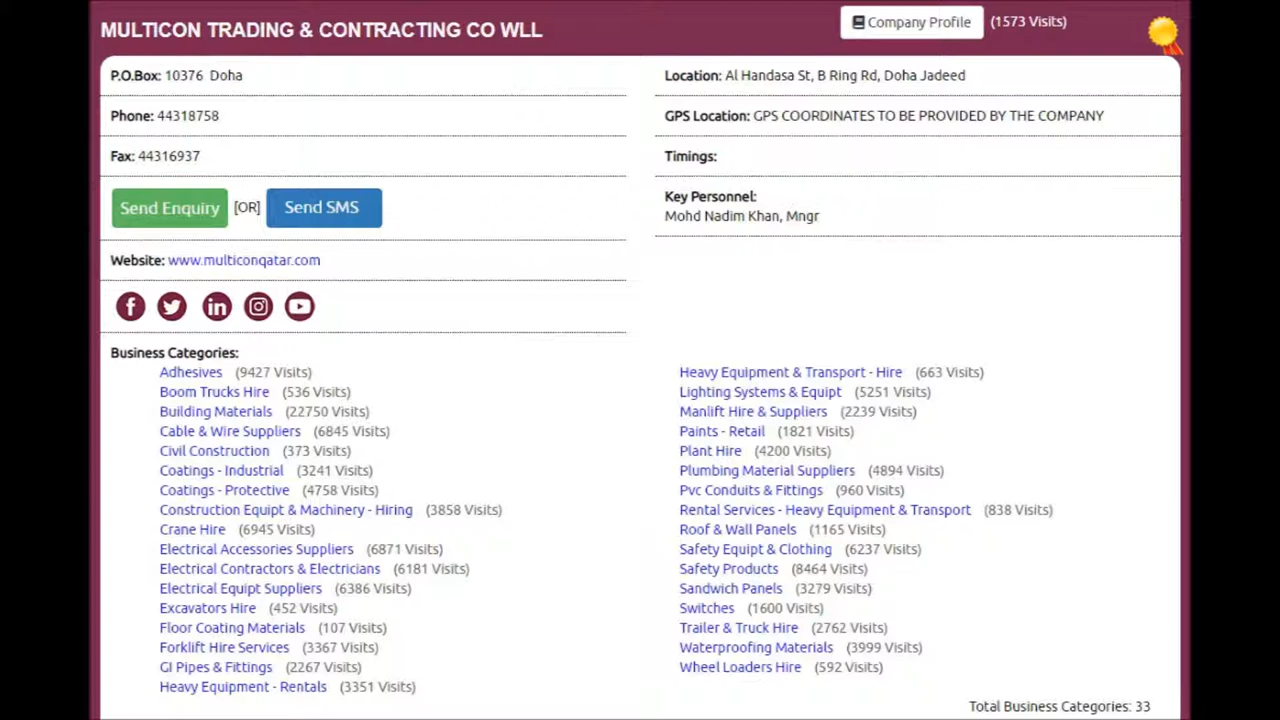 MULTICON TRADING & CONTRACTING CO WLL
Company Profile (1573 Visits)
P.O.Box: 10376 Doha
Phone: 44318758
Fax: 44316937
Send Enquiry [OR] Send SMS
Website: www.multiconqatar.com
Location: Al Handasa St, B Ring Rd, Doha Jadeed
GPS Location: GPS COORDINATES TO BE PROVIDED BY THE COMPANY
Timings:
Key Personnel:
Mohd Nadim Khan, Mngr
Business Categories:
Adhesives (9427 Visits)
Boom Trucks Hire (536 Visits)
Building Materials (22750 Visits)
Cable & Wire Suppliers (6845 Visits)
Civil Construction (373 Visits)
Coatings - Industrial (3241 Visits)
Coatings - Protective (4758 Visits)
Construction Equipt & Machinery - Hiring (3858 Visits)
Crane Hire (6945 Visits)
Electrical Accessories Suppliers (6871 Visits)
Electrical Contractors & Electricians (6181 Visits)
Electrical Equipt Suppliers (6386 Visits)
Excavators Hire (452 Visits)
Floor Coating Materials (107 Visits)
Forklift Hire Services (3367 Visits)
GI Pipes & Fittings (2267 Visits)
Heavy Equipment - Rentals (3351 Visits)
Heavy Equipment & Transport - Hire (663 Visits)
Lighting Systems & Equipt (5251 Visits)
Manlift Hire & Suppliers (2239 Visits)
Paints - Retail (1821 Visits)
Plant Hire (4200 Visits)
Plumbing Material Suppliers (4894 Visits)
Pvc Conduits & Fittings (960 Visits)
Rental Services - Heavy Equipment & Transport (838 Visits)
Roof & Wall Panels (1165 Visits)
Safety Equipt & Clothing (6237 Visits)
Safety Products (8464 Visits)
Sandwich Panels (3279 Visits)
Switches (1600 Visits)
Trailer & Truck Hire (2762 Visits)
Waterproofing Materials (3999 Visits)
Wheel Loaders Hire (592 Visits)
Total Business Categories: 33